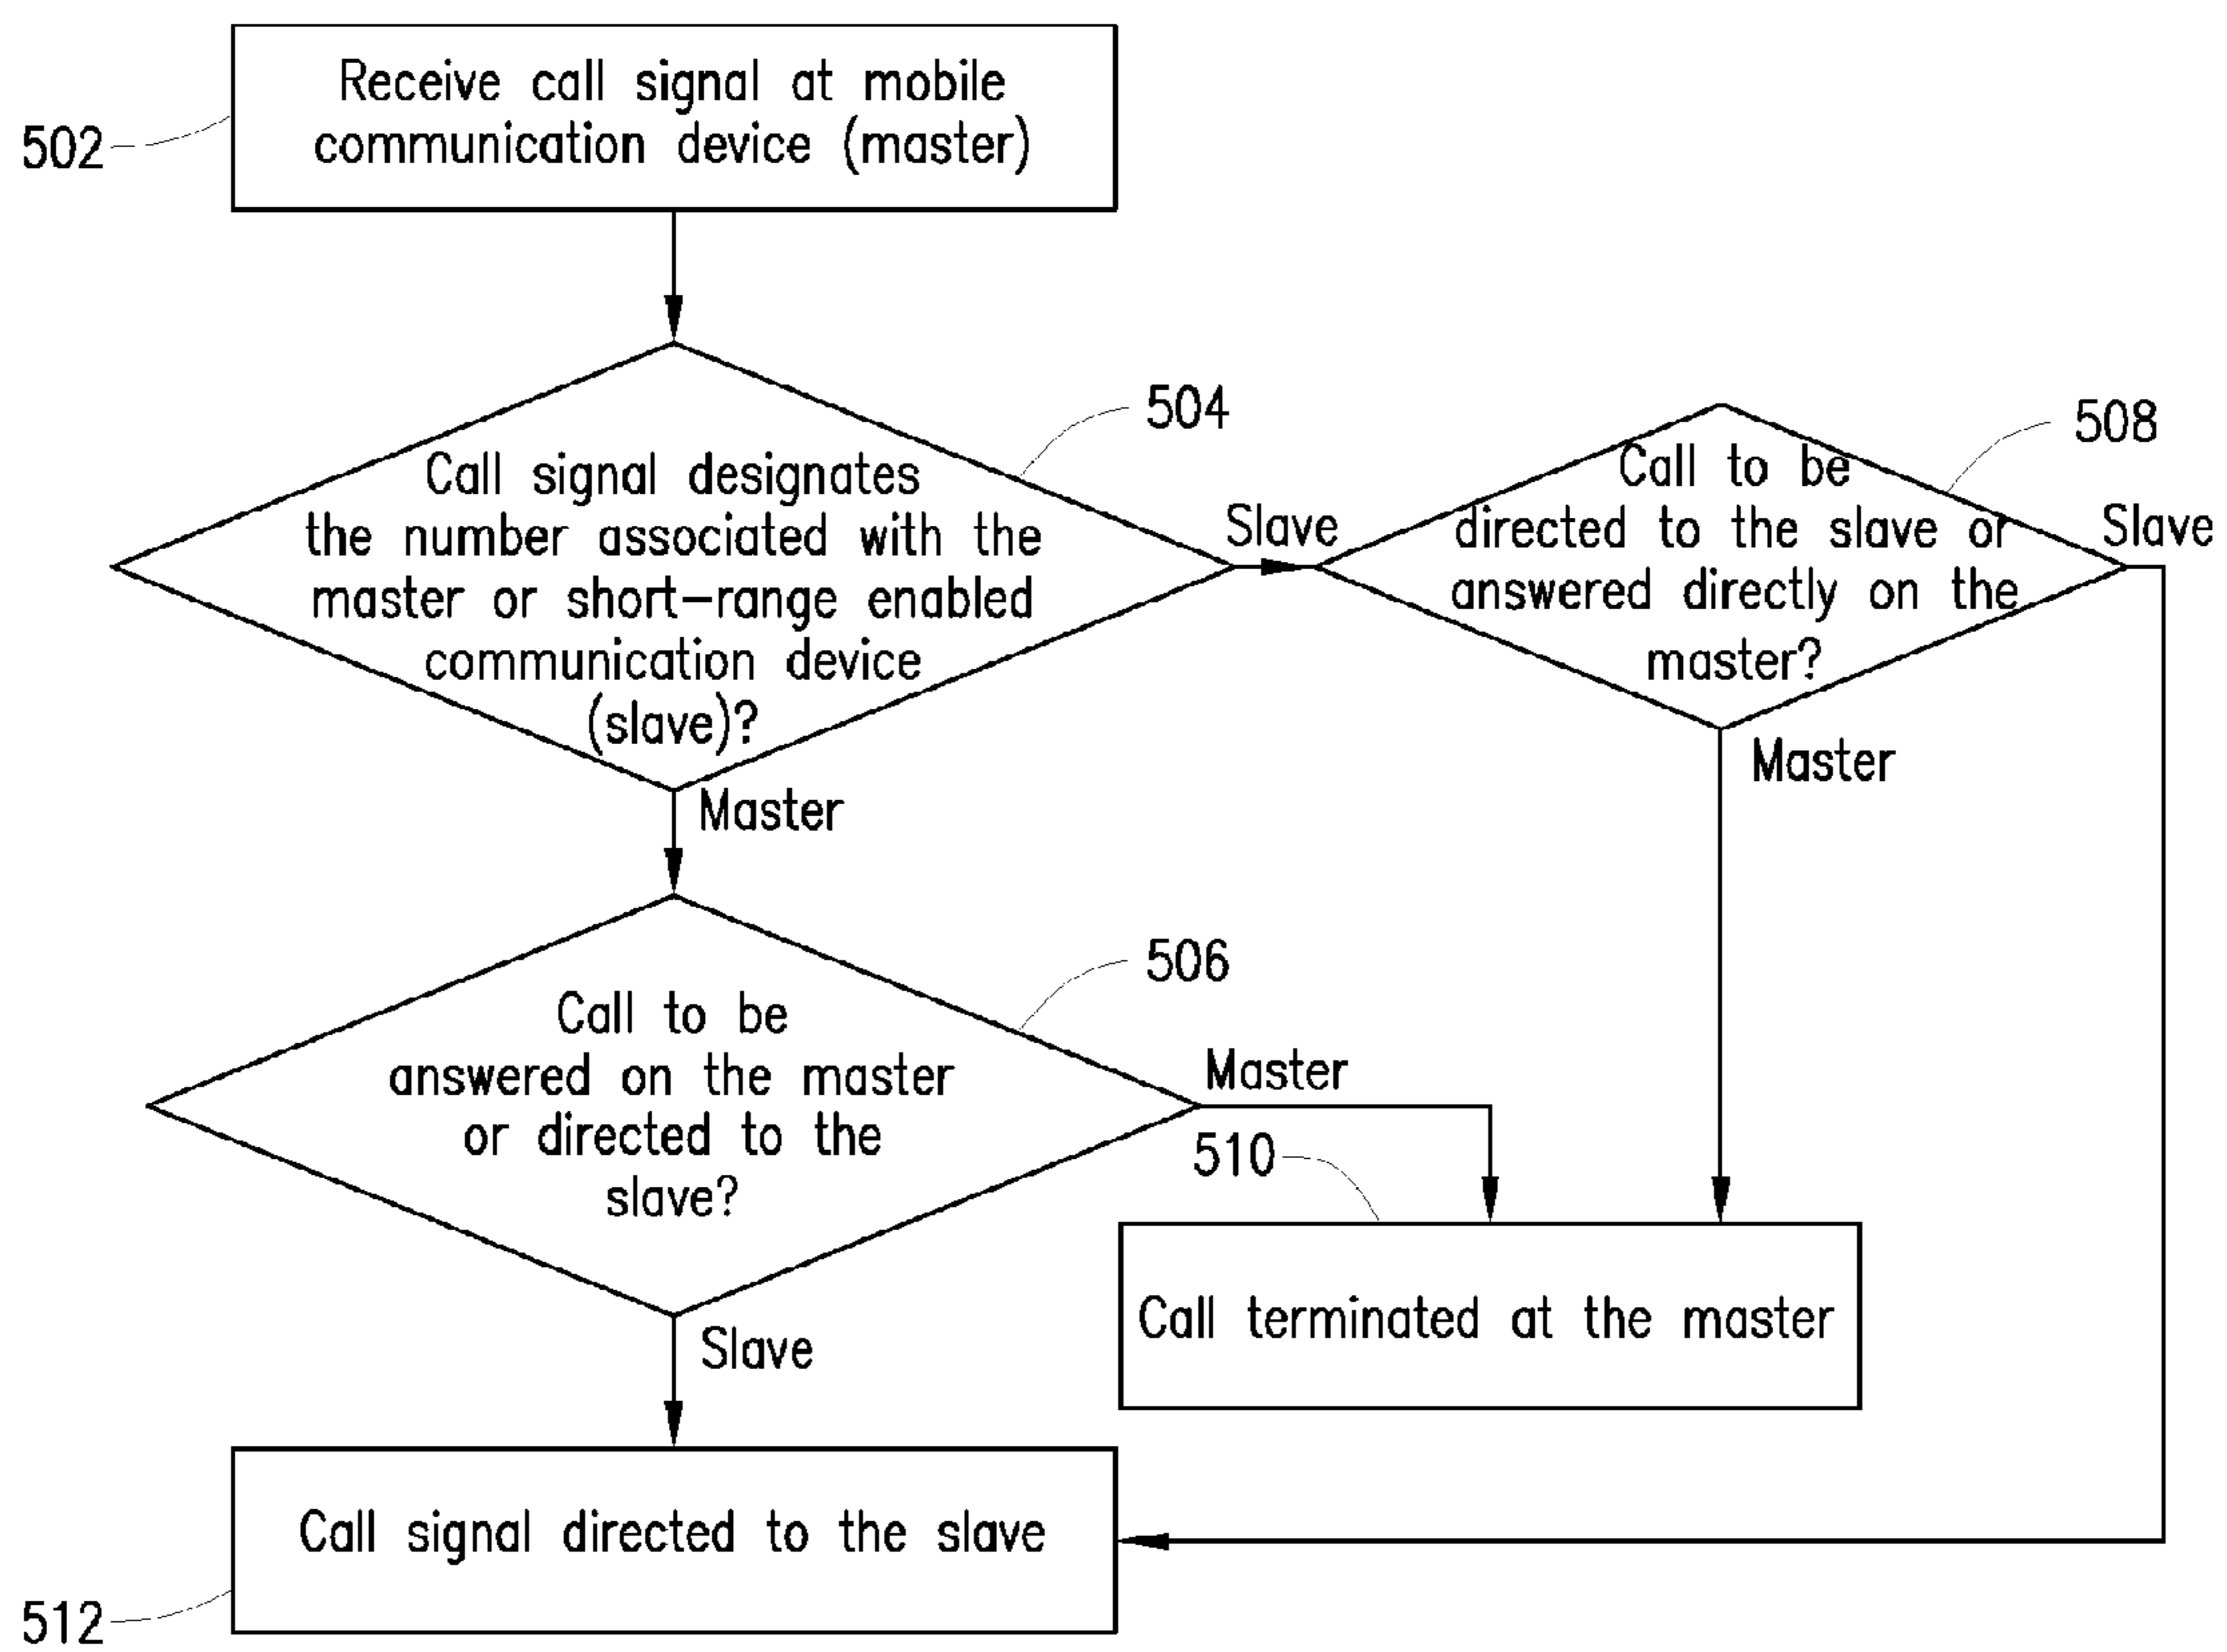 Receive call signal at mobile
communication device (master)
502
504
Call signal designates
the number associated with the
master or short-range enabled
communication device
(slave)?
Slave
Master
508
Call to be
directed to the slave or
answered directly on the
master?
Slave
Master
506
Call to be
answered on the master
or directed to the
slave?
Master
Slave
510
Call terminated at the master
Call signal directed to the slave
512